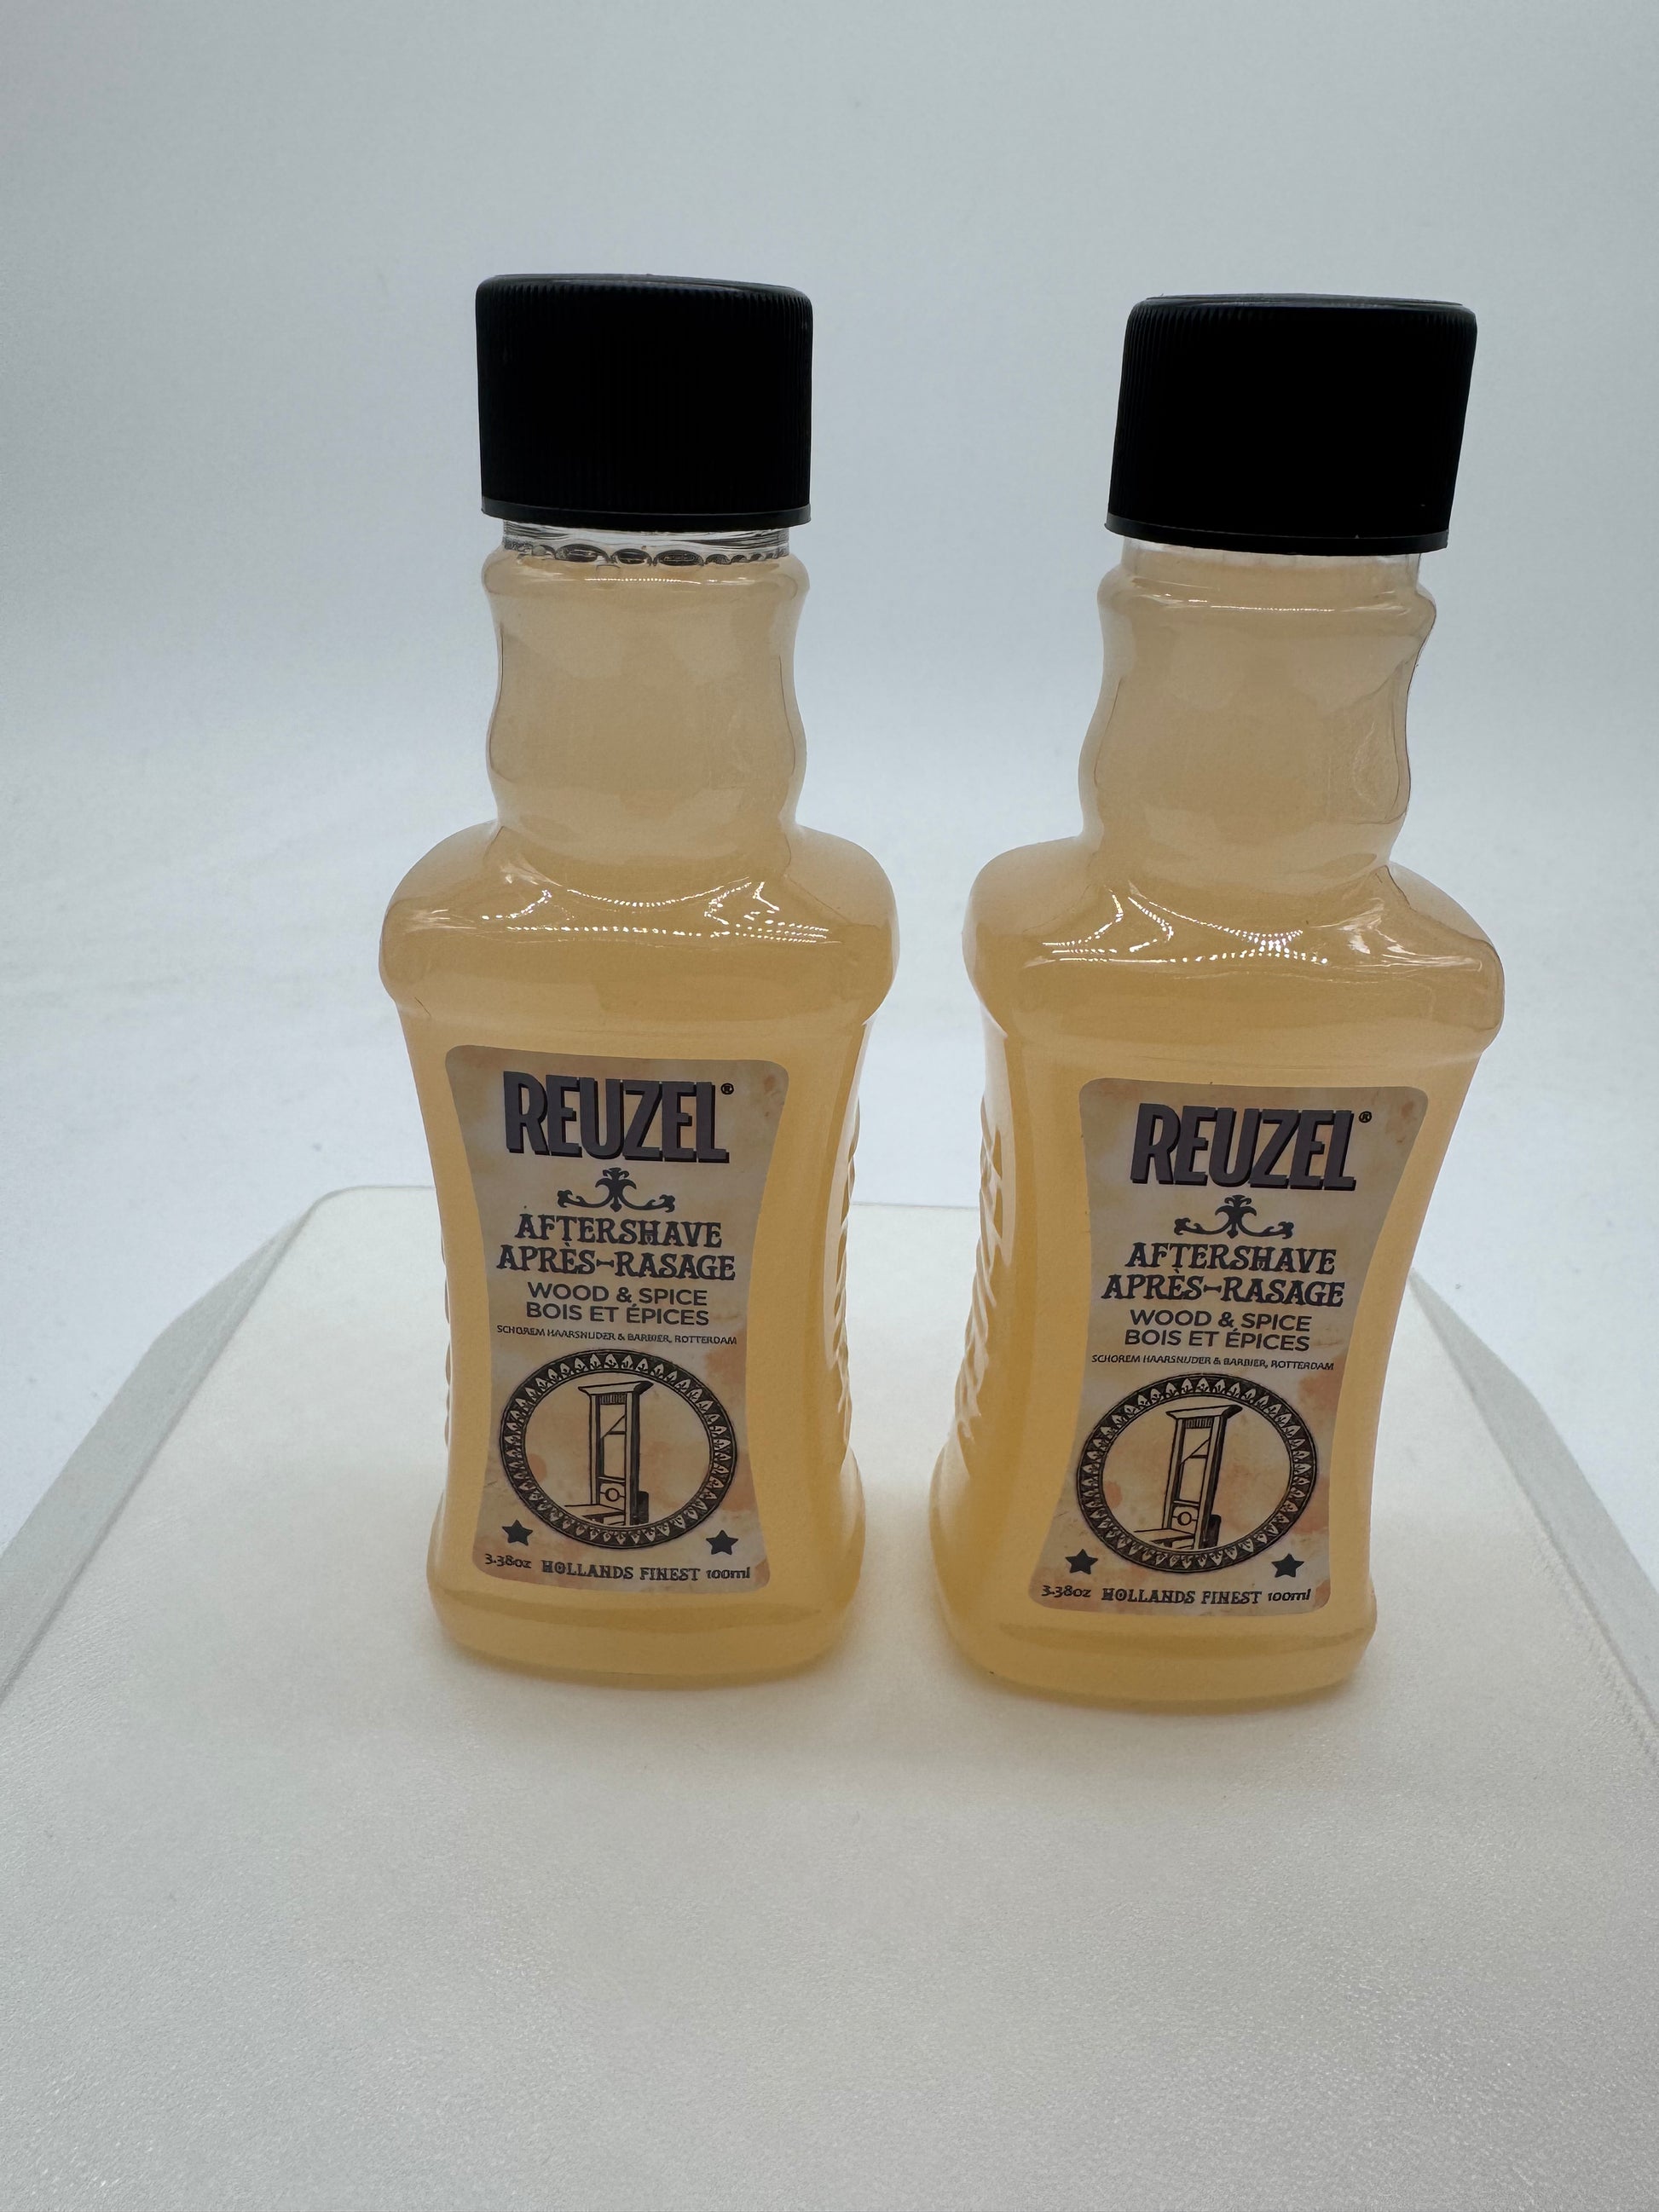 REUZEL®
AFTERSHAVE
APRÈS-RASAGE
WOOD & SPICE
BOIS ET ÉPICES
SCHOREM HAARSNIJDER & BARBIER, ROTTERDAM
3.38oz HOLLANDS FINEST 100ml
REUZEL®
AFTERSHAVE
APRÈS-RASAGE
WOOD & SPICE
BOIS ET ÉPICES
SCHOREM HAARSNIJDER & BARBIER, ROTTERDAM
3.38oz HOLLANDS FINEST 100ml